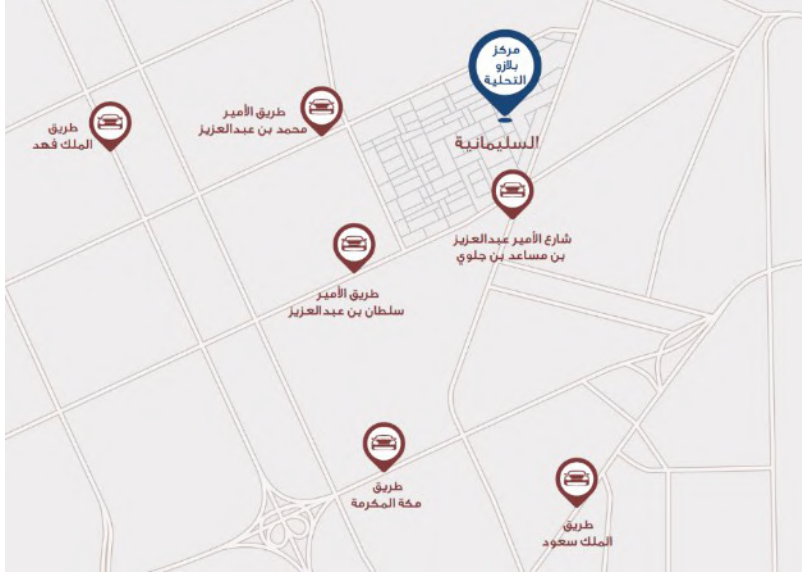 مركز
بلازو
التحلية
السليمانية
طريق الأمير
محمد بن عبدالعزيز
طريق
الملك فهد
شارع الأمير عبدالعزيز
بن مساعد بن جلوي
طريق الأمير
سلطان بن عبدالعزيز
طريق
مكة المكرمة
طريق
الملك سعود